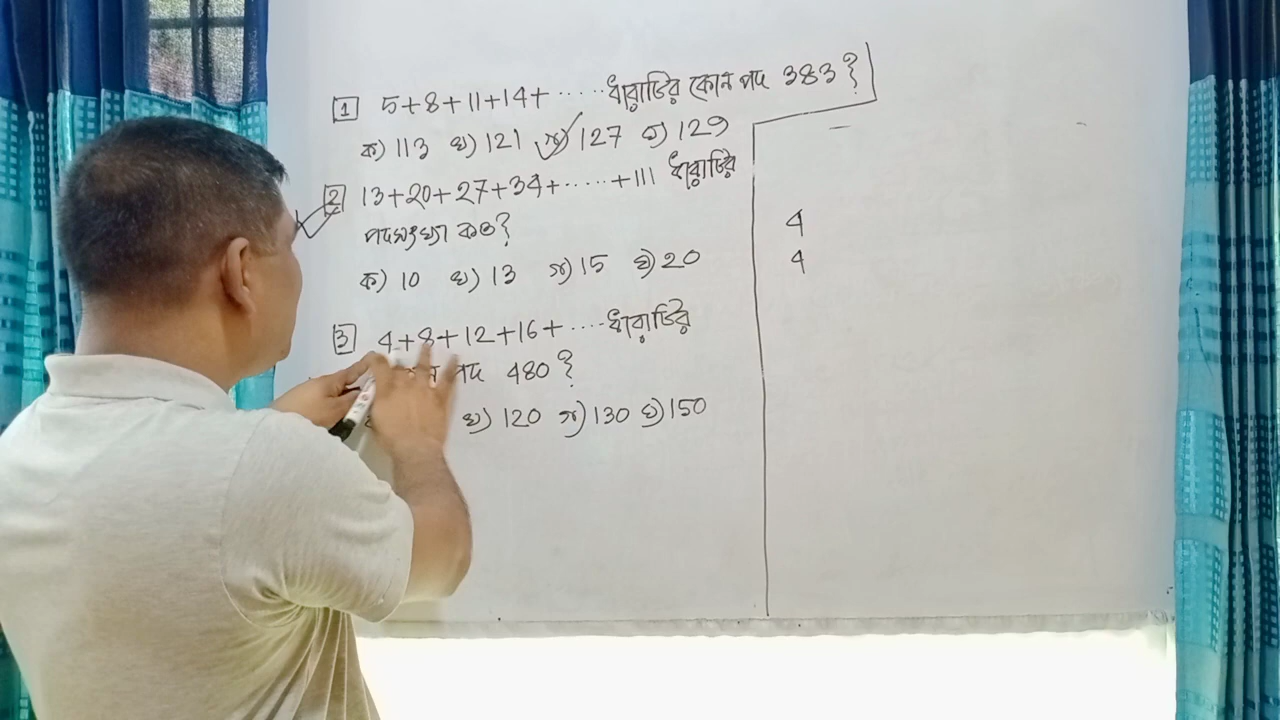 1 5+8+11+14+ ...... ধারাটির কোন পদ 383?
ক) 113 খ) 121 গ) 127 ঘ) 129
2 13+20+27+34+ ...... +111 ধারাটির
পদসংখ্যা কত?
ক) 10 খ) 13 গ) 15 ঘ) 20
3 4+8+12+16+ .... ধারাটির
পদ 480?
খ) 120 গ) 130 ঘ) 150
4
4